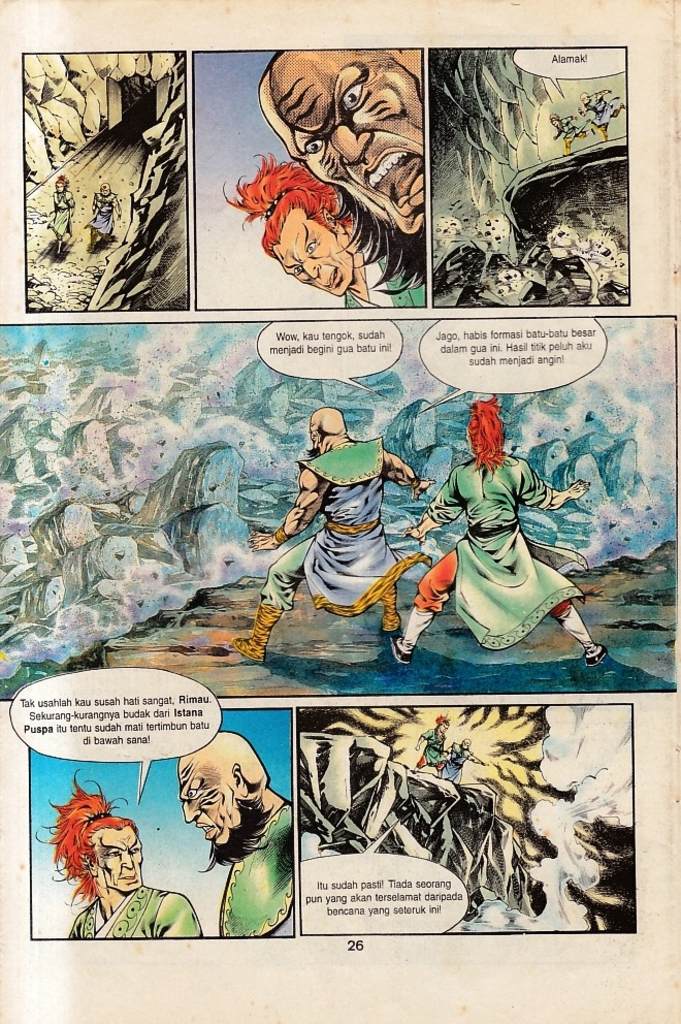 Alamak!
Wow, kau tengok, sudah
menjadi begini gua batu ini!
Jago, habis formasi batu-batu besar
dalam gua ini. Hasil titik peluh aku
sudah menjadi angin!
Tak usahlah kau susah hati sangat, Rimau.
Sekurang-kurangnya budak dari Istana
Puspa itu tentu sudah mati tertimbun batu
di bawah sana!
Itu sudah pasti! Tiada seorang
pun yang akan terselamat daripada
bencana yang seteruk ini!
26